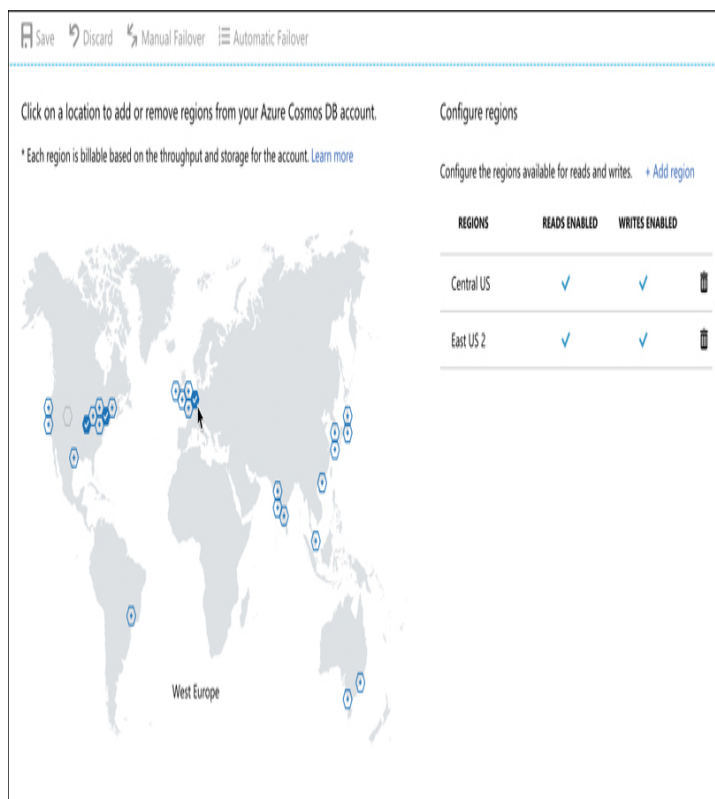 Save Discard Manual Failover Automatic Failover
Click on a location to add or remove regions from your Azure Cosmos DB account.
* Each region is billable based on the throughput and storage for the account. Learn more
West Europe
Configure regions
Configure the regions available for reads and writes. + Add region
REGIONS READS ENABLED WRITES ENABLED
Central US
East US 2